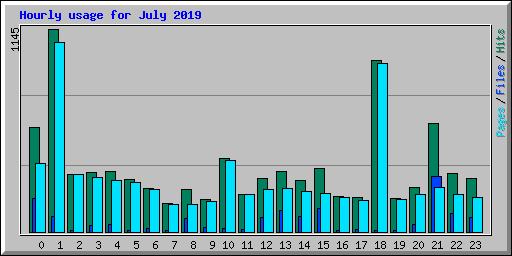 Hourly usage for July 2019
1145
Pages / Files / Hits
0 1 2 3 4 5 6 7 8 9 10 11 12 13 14 15 16 17 18 19 20 21 22 23